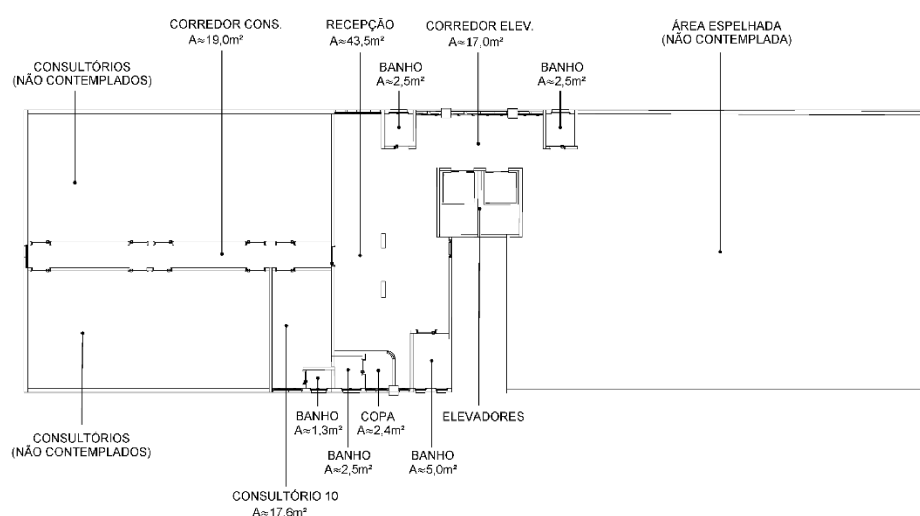 CORREDOR CONS.
A≈19,0m²
RECEPÇÃO
A≈43,5m²
CORREDOR ELEV.
A≈17,0m²
ÁREA ESPELHADA
(NÃO CONTEMPLADA)
CONSULTÓRIOS
(NÃO CONTEMPLADOS)
BANHO
A≈2,5m²
BANHO
A≈2,5m²
BANHO
A≈1,3m²
COPA
A≈2,4m²
ELEVADORES
CONSULTÓRIOS
(NÃO CONTEMPLADOS)
BANHO
A≈2,5m²
BANHO
A≈5,0m²
CONSULTÓRIO 10
A≈17,6m²